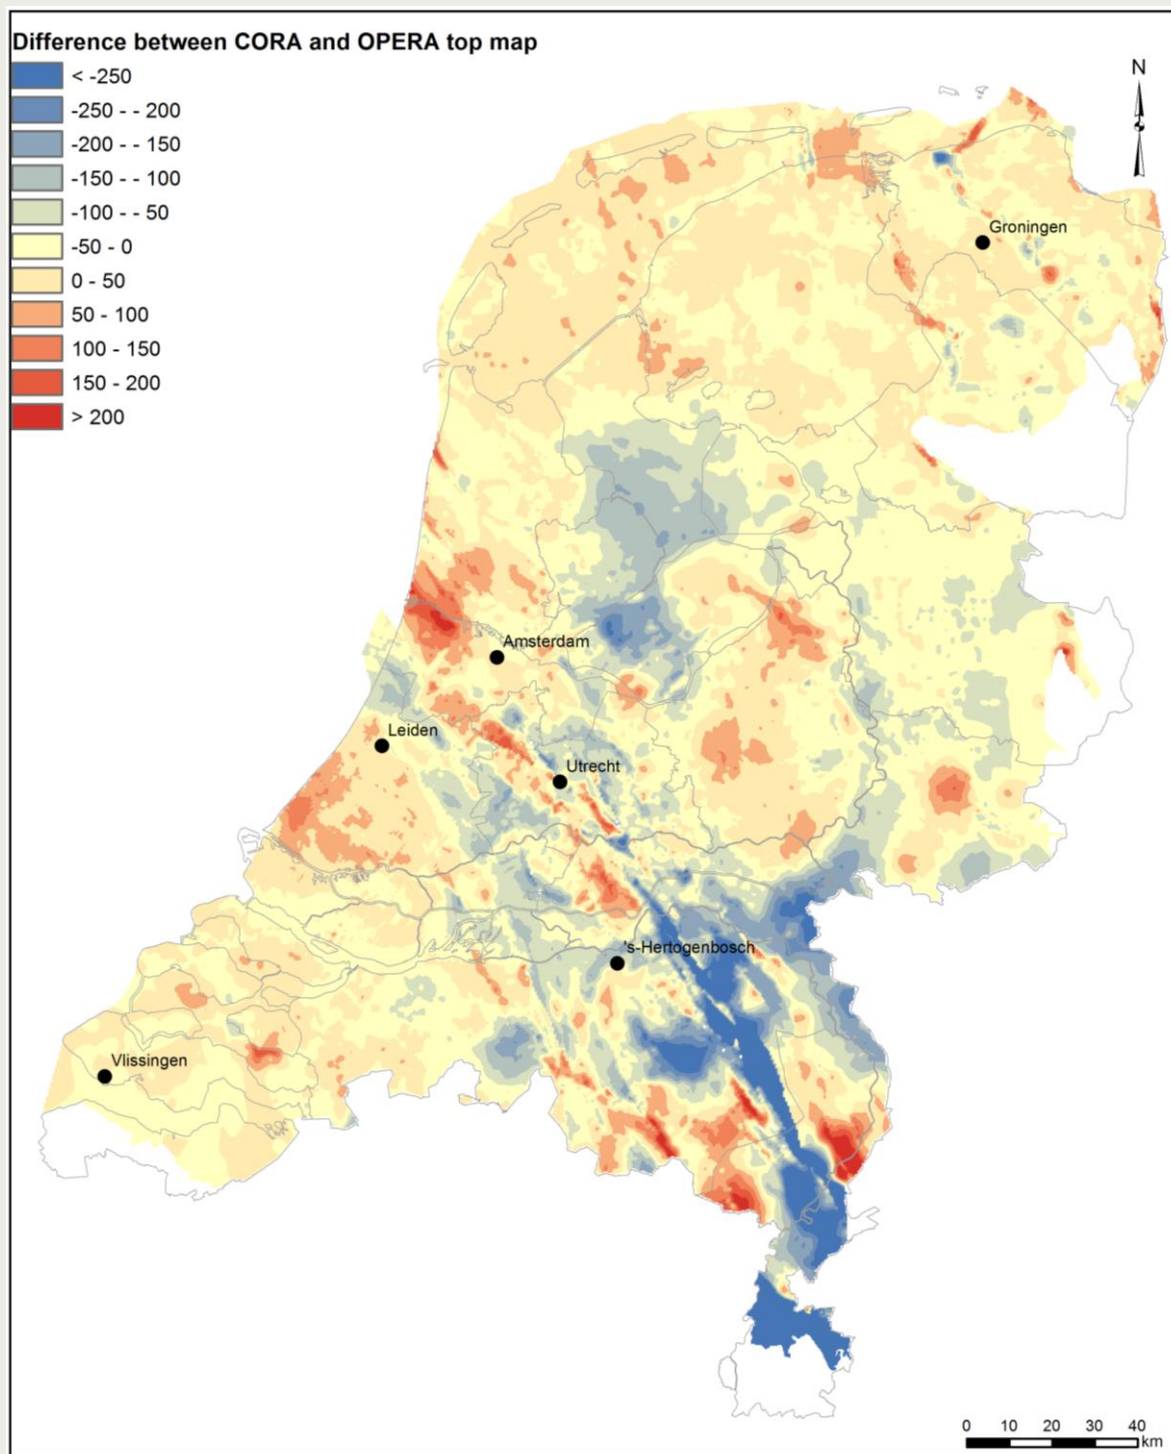 Difference between CORA and OPERA top map
< -250
-250 - - 200
-200 - - 150
-150 - - 100
-100 - - 50
-50 - 0
0 - 50
50 - 100
100 - 150
150 - 200
> 200
N
Groningen
Amsterdam
Leiden
Utrecht
's-Hertogenbosch
Vlissingen
0 10 20 30 40
km